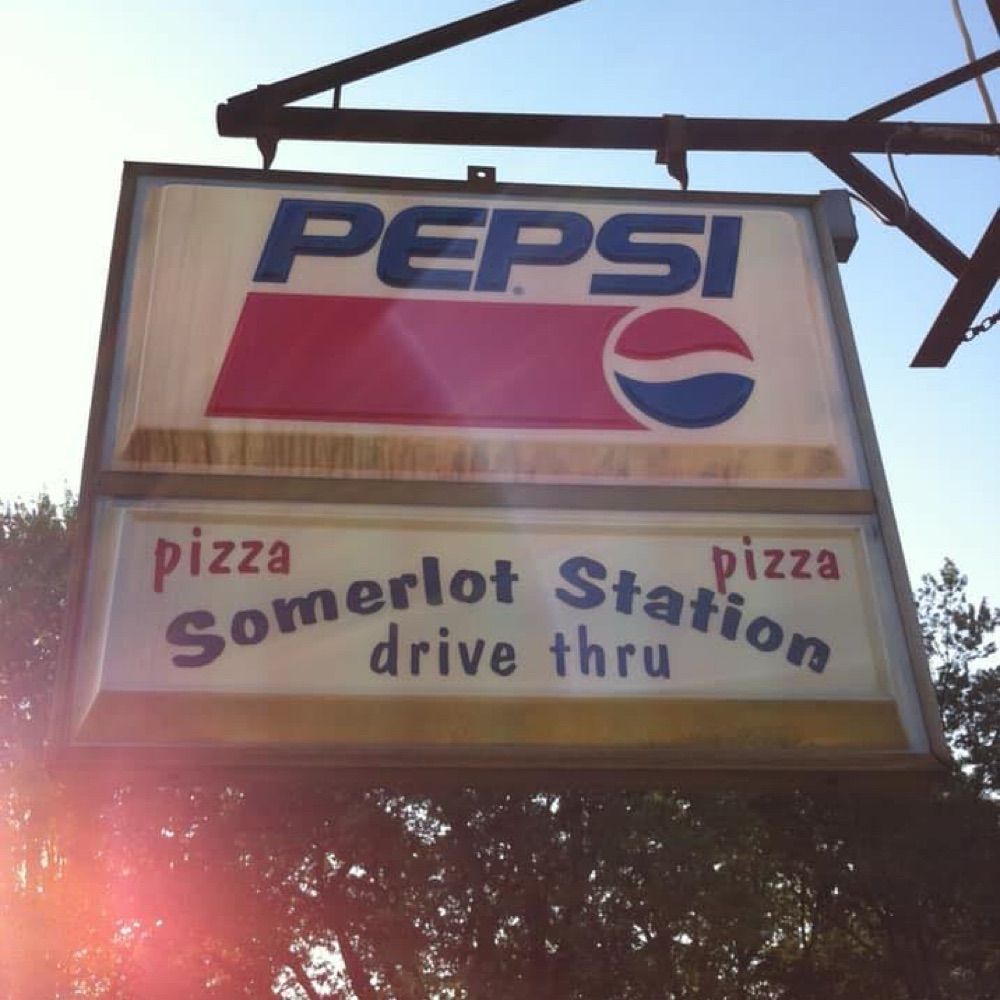 PEPSI
pizza pizza
Somerlot Station
drive thru